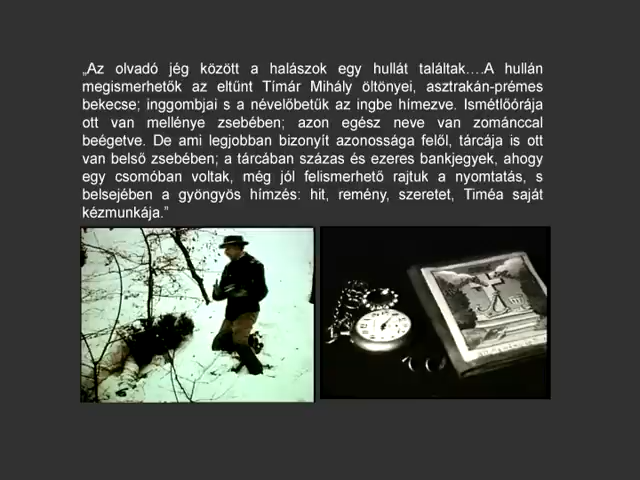 „Az olvadó jég között a halászok egy hullát találtak….A hullán
megismerhetők az eltűnt Tímár Mihály öltönyei, asztrakán-prémes
bekecse; inggombjai s a névelőbetűk az ingbe hímezve. Ismétlőórája
ott van mellénye zsebében; azon egész neve van zománccal
beégetve. De ami legjobban bizonyít azonossága felől, tárcája is ott
van belső zsebében; a tárcában százas és ezeres bankjegyek, ahogy
egy csomóban voltak, még jól felismerhető rajtuk a nyomtatás, s
belsejében a gyöngyös hímzés: hit, remény, szeretet, Timéa saját
kézmunkája.”